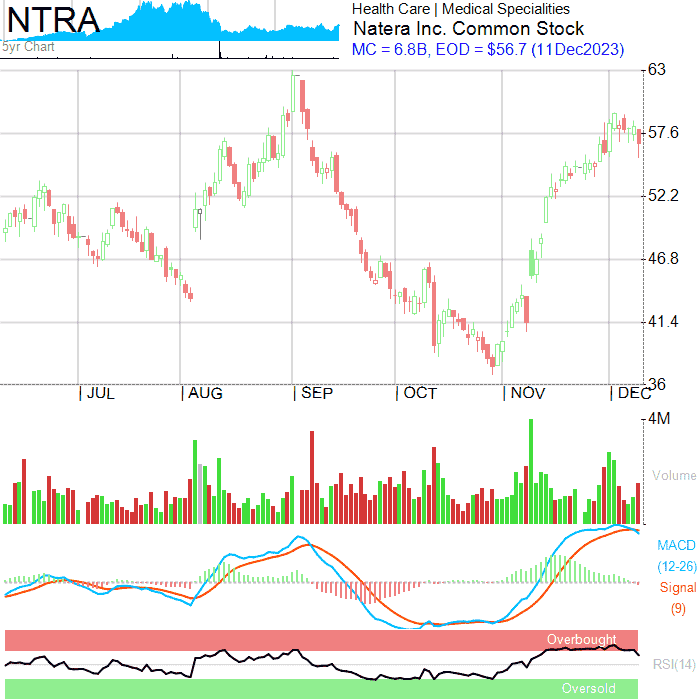 NTRA
5yr Chart
Health Care | Medical Specialities
Natera Inc. Common Stock
MC = 6.8B, EOD = $56.7 (11Dec2023)
63
57.6
52.2
46.8
41.4
36
| JUL | AUG | SEP | OCT | NOV | DEC
4M
Volume
MACD
(12-26)
Signal
(9)
Overbought
RSI(14)
Oversold